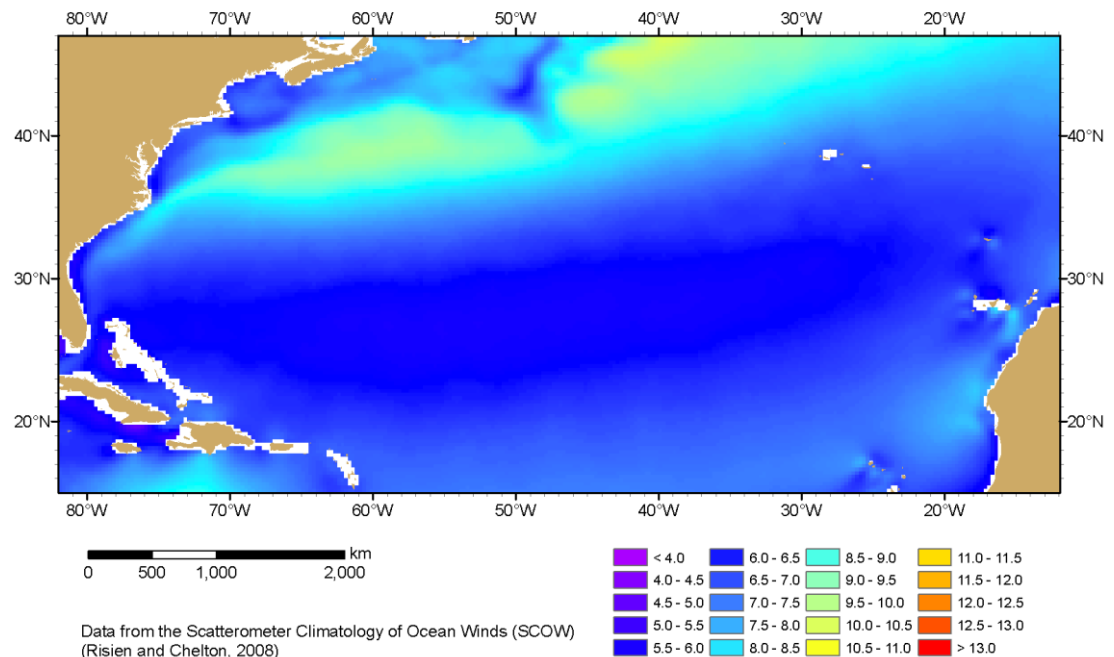 80°W 70°W 60°W 50°W 40°W 30°W 20°W
40°N 40°N
30°N 30°N
20°N 20°N
80°W 70°W 60°W 50°W 40°W 30°W 20°W
km
0 500 1,000 2,000
< 4.0 6.0 - 6.5 8.5 - 9.0 11.0 - 11.5
4.0 - 4.5 6.5 - 7.0 9.0 - 9.5 11.5 - 12.0
4.5 - 5.0 7.0 - 7.5 9.5 - 10.0 12.0 - 12.5
5.0 - 5.5 7.5 - 8.0 10.0 - 10.5 12.5 - 13.0
5.5 - 6.0 8.0 - 8.5 10.5 - 11.0 > 13.0
Data from the Scatterometer Climatology of Ocean Winds (SCOW)
(Risien and Chelton, 2008)